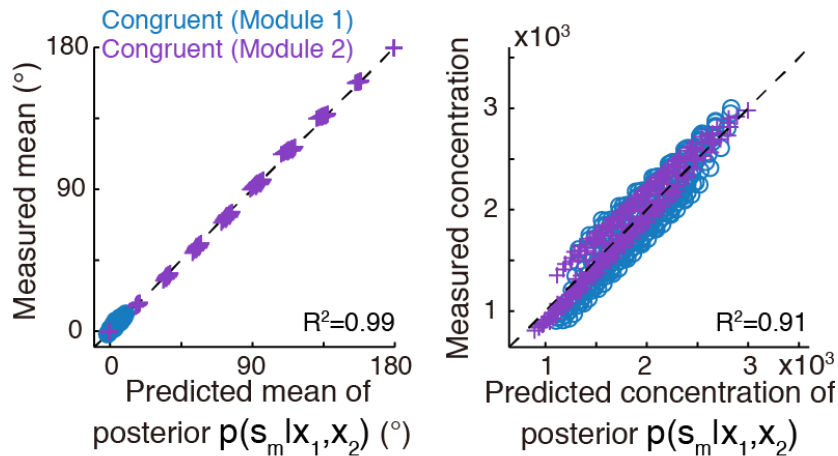 Congruent (Module 1)
Congruent (Module 2)
180
90
0
Measured mean (°)
R²=0.99
0
90
180
Predicted mean of
posterior p(sₘ|x₁,x₂) (°)
x10³
3
2
1
Measured concentration
R²=0.91
1
2
3
x10³
Predicted concentration of
posterior p(sₘ|x₁,x₂)